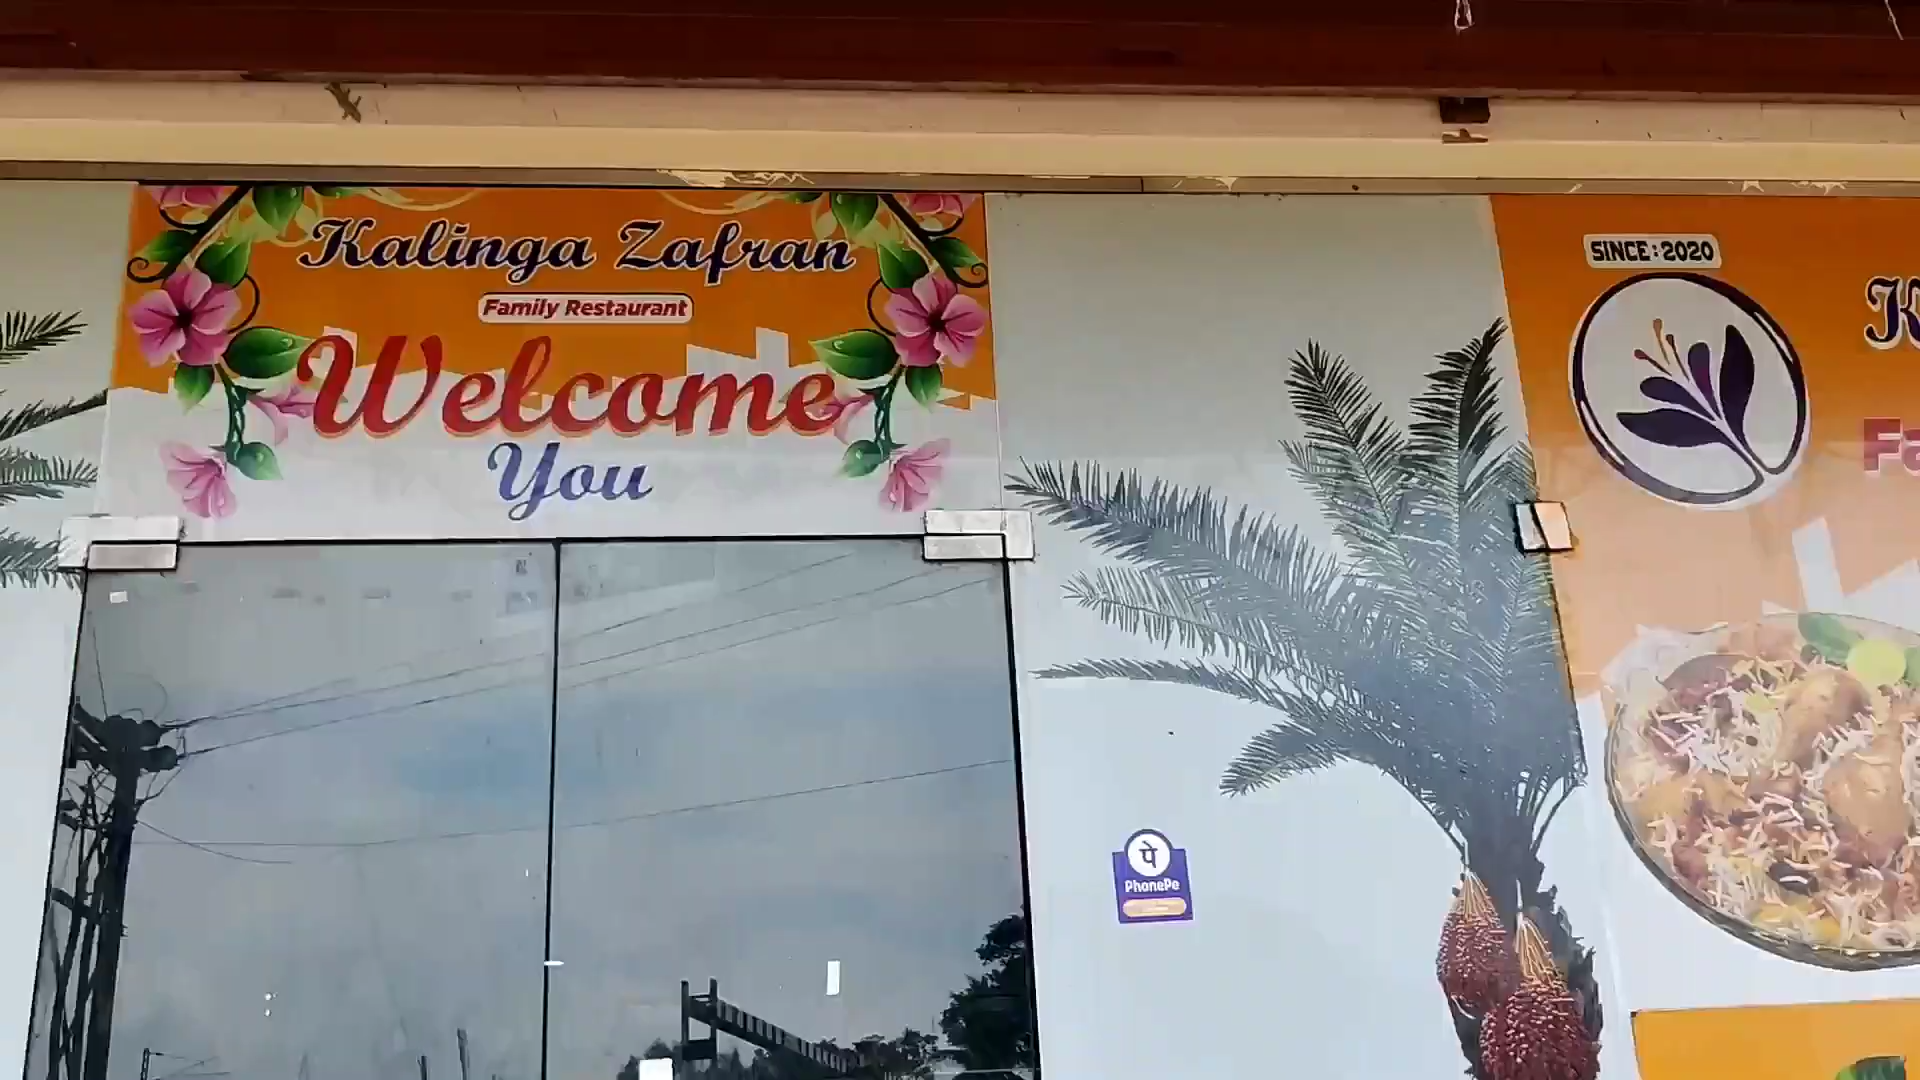 Kalinga Zafran
Family Restaurant
Welcome
You
SINCE:2020
पे
PhonePe